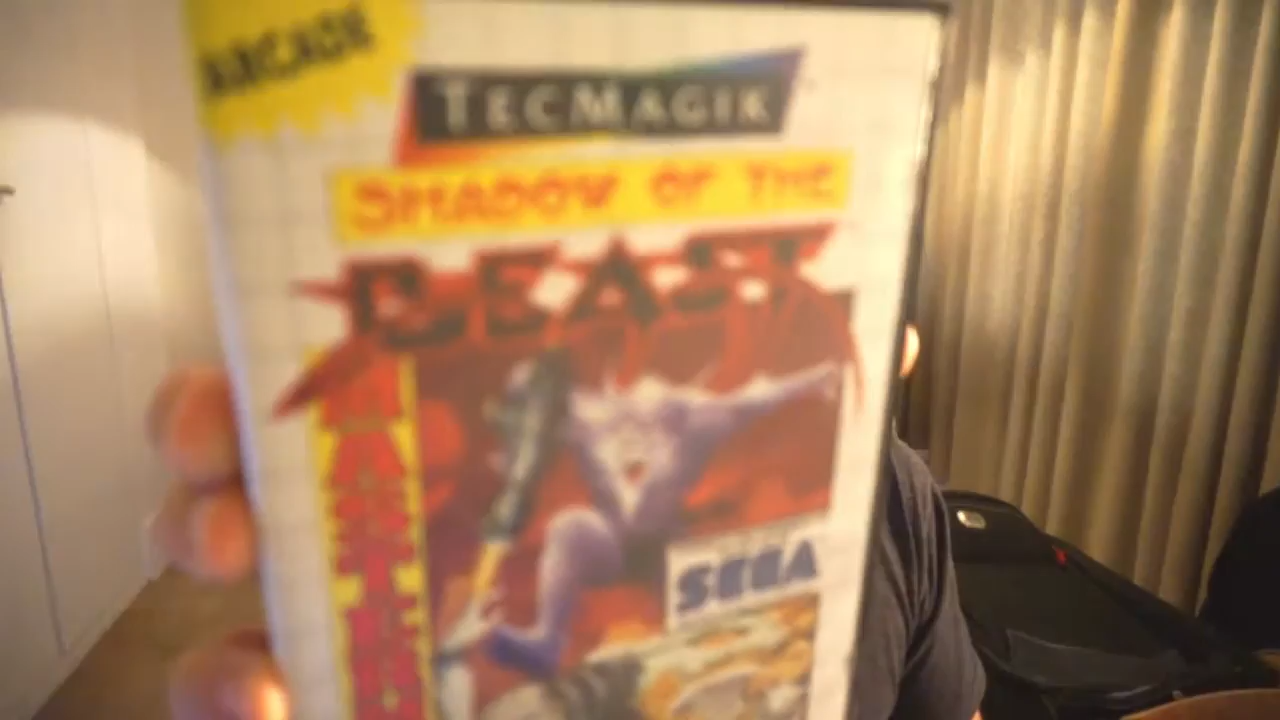 ARCADE
TECMAGIK
SHADOW OF THE
BEAST
SEGA